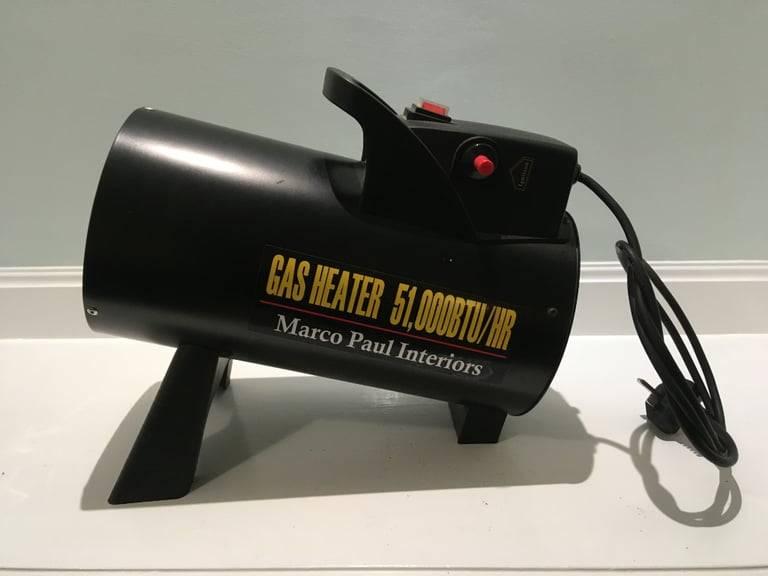 GAS HEATER 51,000BTU/HR
Marco Paul Interiors